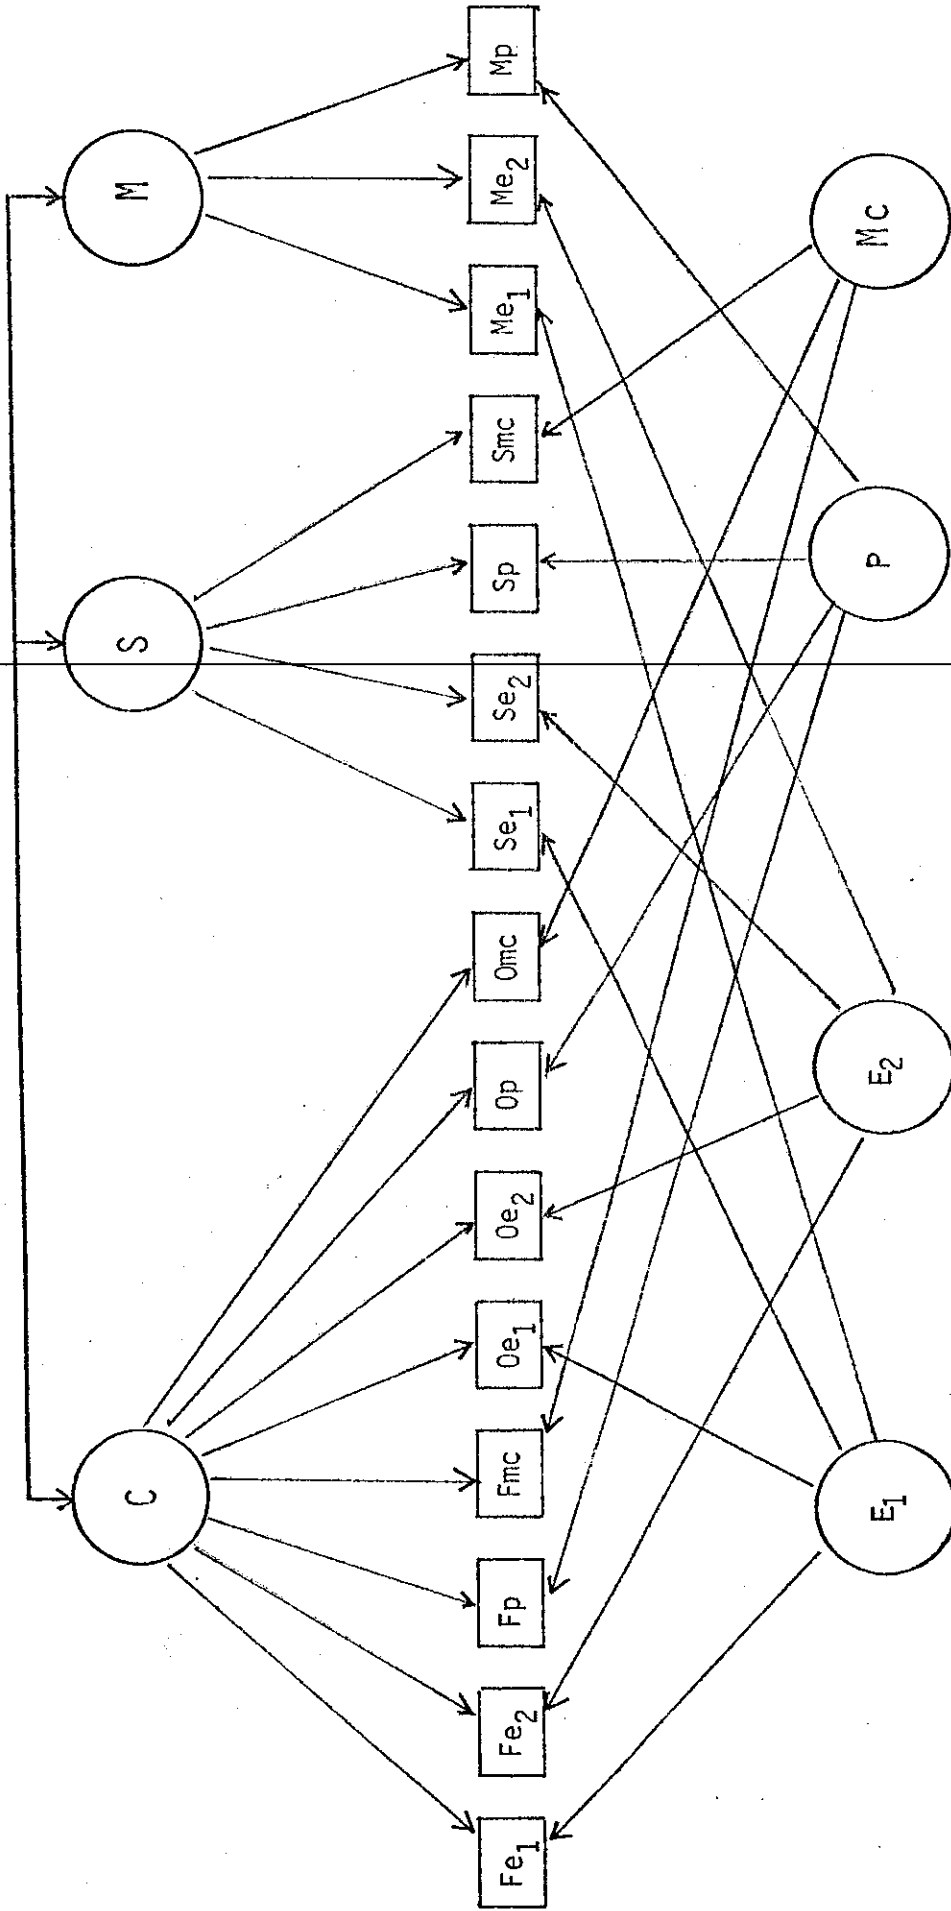 C S M
Fe₁ Fe₂ Fp Fmc Oe₁ Oe₂ Op Omc Se₁ Se₂ Sp Smc Me₁ Me₂ Mp
E₁ E₂ P Mc